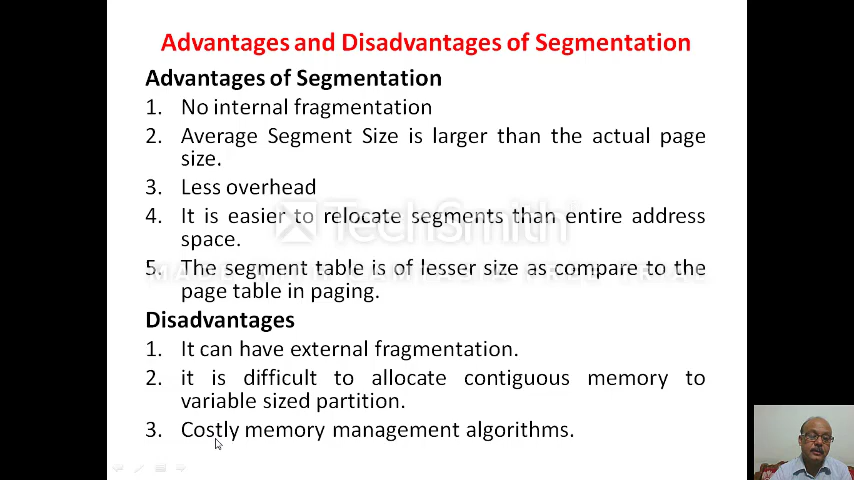 Advantages and Disadvantages of Segmentation
Advantages of Segmentation
1. No internal fragmentation
2. Average Segment Size is larger than the actual page
size.
3. Less overhead
4. It is easier to relocate segments than entire address
space.
5. The segment table is of lesser size as compare to the
page table in paging.
Disadvantages
1. It can have external fragmentation.
2. it is difficult to allocate contiguous memory to
variable sized partition.
3. Costly memory management algorithms.
TechSmith